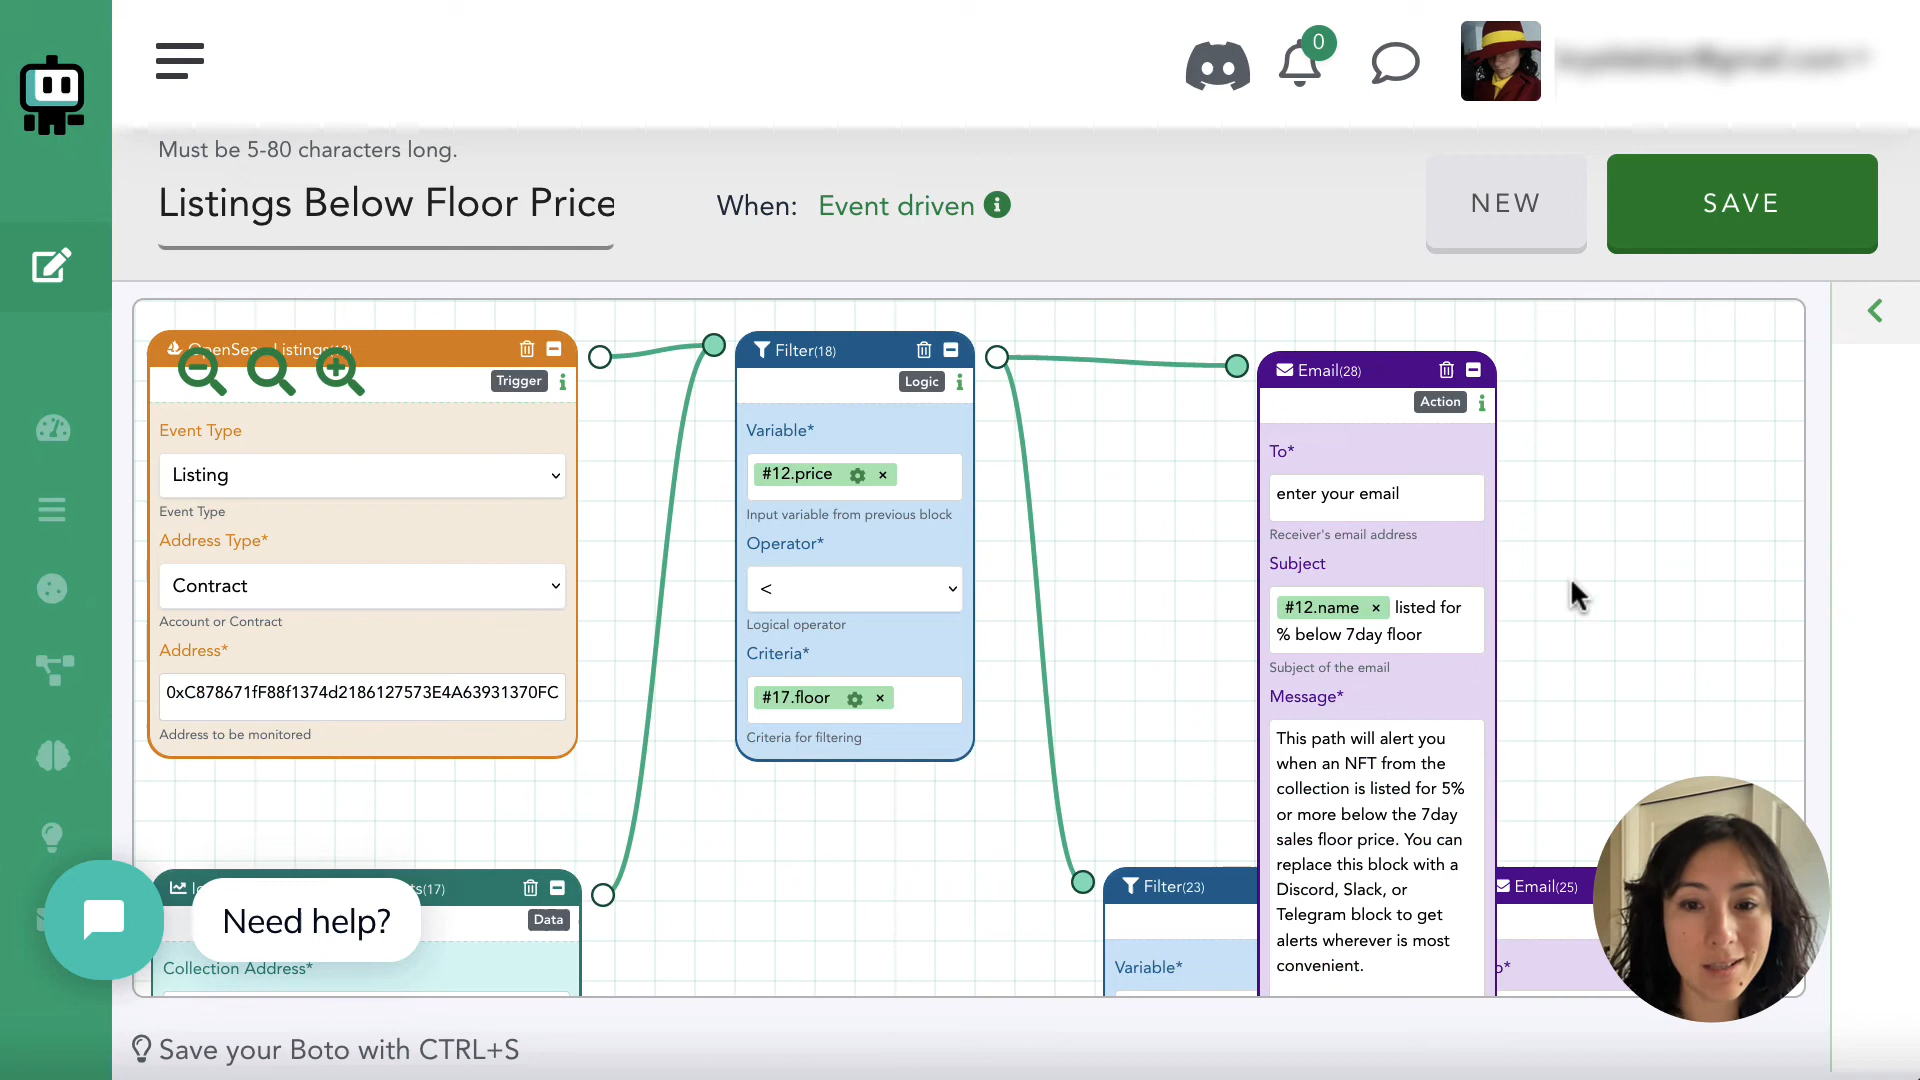 0
Must be 5-80 characters long.
Listings Below Floor Price
When: Event driven
NEW
SAVE
OpenSea Listings(12)
Trigger
Event Type
Listing
Event Type
Address Type*
Contract
Account or Contract
Address*
0xC878671fF88f1374d2186127573E4A63931370FC
Address to be monitored
Filter(18)
Logic
Variable*
#12.price ×
Input variable from previous block
Operator*
<
Logical operator
Criteria*
#17.floor ×
Criteria for filtering
Email(28)
Action
To*
enter your email
Receiver's email address
Subject
#12.name × listed for
% below 7day floor
Subject of the email
Message*
This path will alert you
when an NFT from the
collection is listed for 5%
or more below the 7day
sales floor price. You can
replace this block with a
Discord, Slack, or
Telegram block to get
alerts wherever is most
convenient.
(17)
Data
Collection Address*
Need help?
Filter(23)
Variable*
Email(25)
Save your Boto with CTRL+S